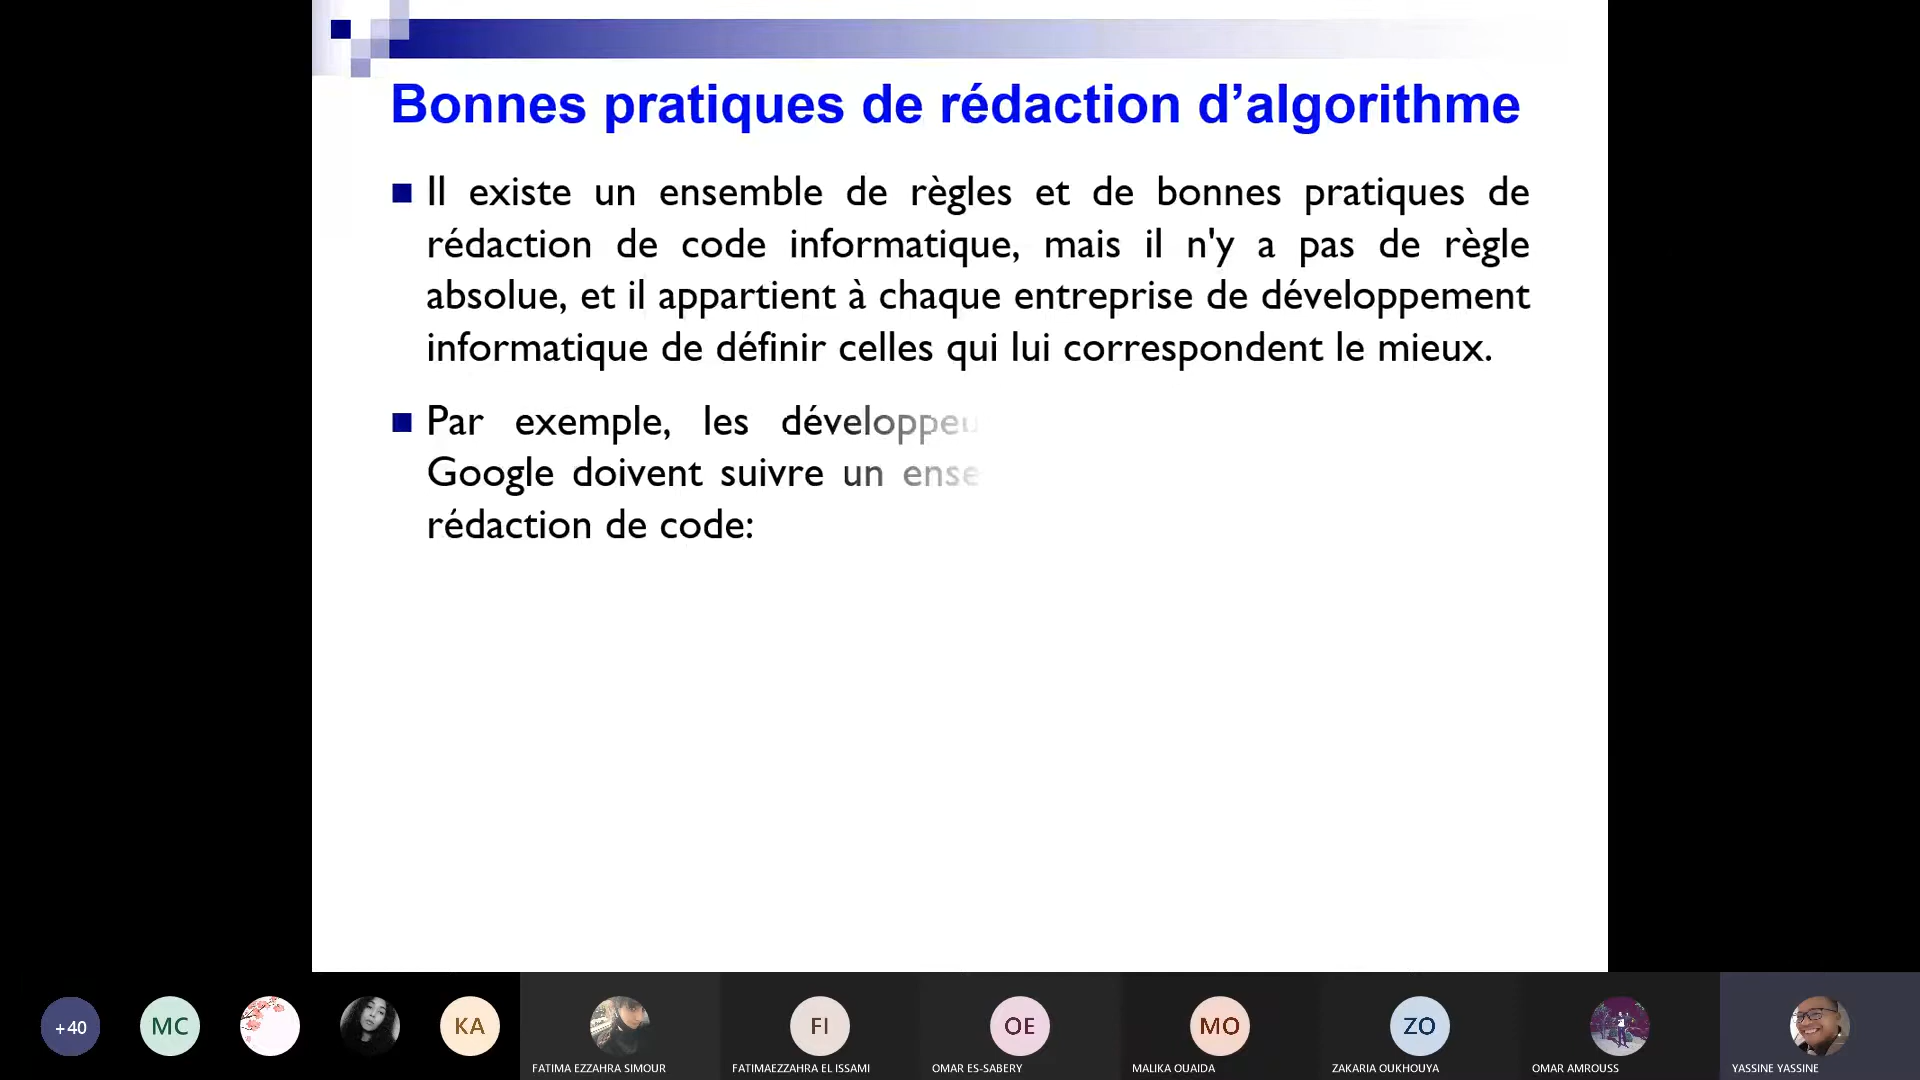 Bonnes pratiques de rédaction d’algorithme
Il existe un ensemble de règles et de bonnes pratiques de
rédaction de code informatique, mais il n'y a pas de règle
absolue, et il appartient à chaque entreprise de développement
informatique de définir celles qui lui correspondent le mieux.
Par exemple, les
Google doivent suivre un
rédaction de code:
+40
MC
KA
FI
OE
MO
ZO
FATIMA EZZAHRA SIMOUR
FATIMAEZZAHRA EL ISSAMI
OMAR ES-SABERY
MALIKA OUAIDA
ZAKARIA OUKHOUYA
OMAR AMROUSS
YASSINE YASSINE